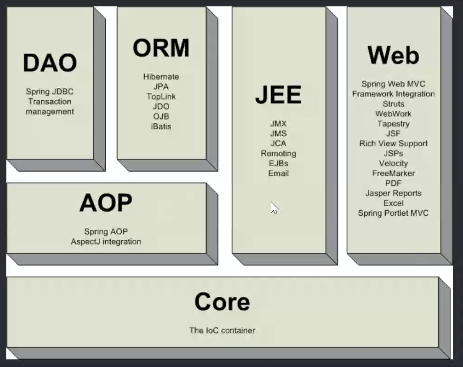 DAO
Spring JDBC
Transaction
management
ORM
Hibernate
JPA
TopLink
JDO
OJB
iBatis
JEE
JMX
JMS
JCA
Remoting
EJBs
Email
Web
Spring Web MVC
Framework Integration
Struts
WebWork
Tapestry
JSF
Rich View Support
JSPs
Velocity
FreeMarker
PDF
Jasper Reports
Excel
Spring Portlet MVC
AOP
Spring AOP
AspectJ integration
Core
The IoC container